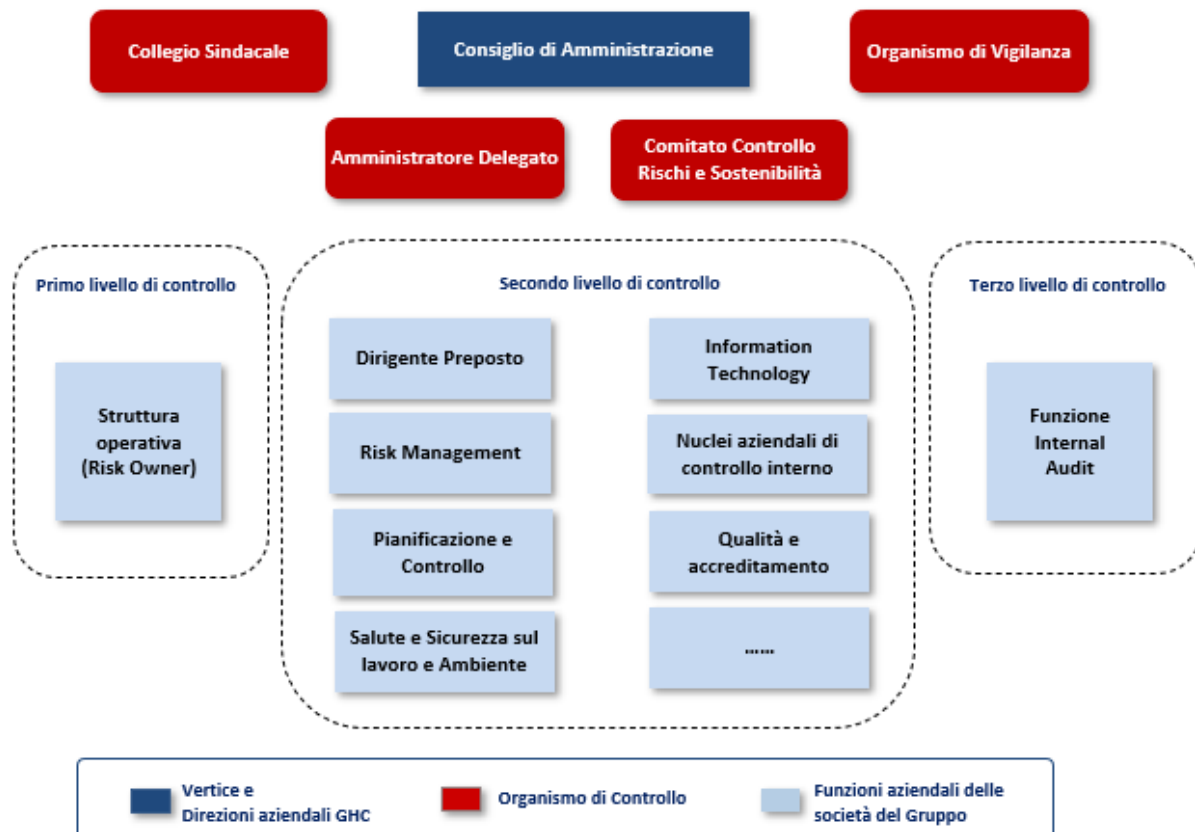 Collegio Sindacale
Consiglio di Amministrazione
Organismo di Vigilanza
Amministratore Delegato
Comitato Controllo
Rischi e Sostenibilità
Primo livello di controllo
Struttura
operativa
(Risk Owner)
Secondo livello di controllo
Dirigente Preposto
Information
Technology
Risk Management
Nuclei aziendali di
controllo interno
Pianificazione e
Controllo
Qualità e
accreditamento
Salute e Sicurezza sul
lavoro e Ambiente
......
Terzo livello di controllo
Funzione
Internal
Audit
Vertice e
Direzioni aziendali GHC
Organismo di Controllo
Funzioni aziendali delle
società del Gruppo